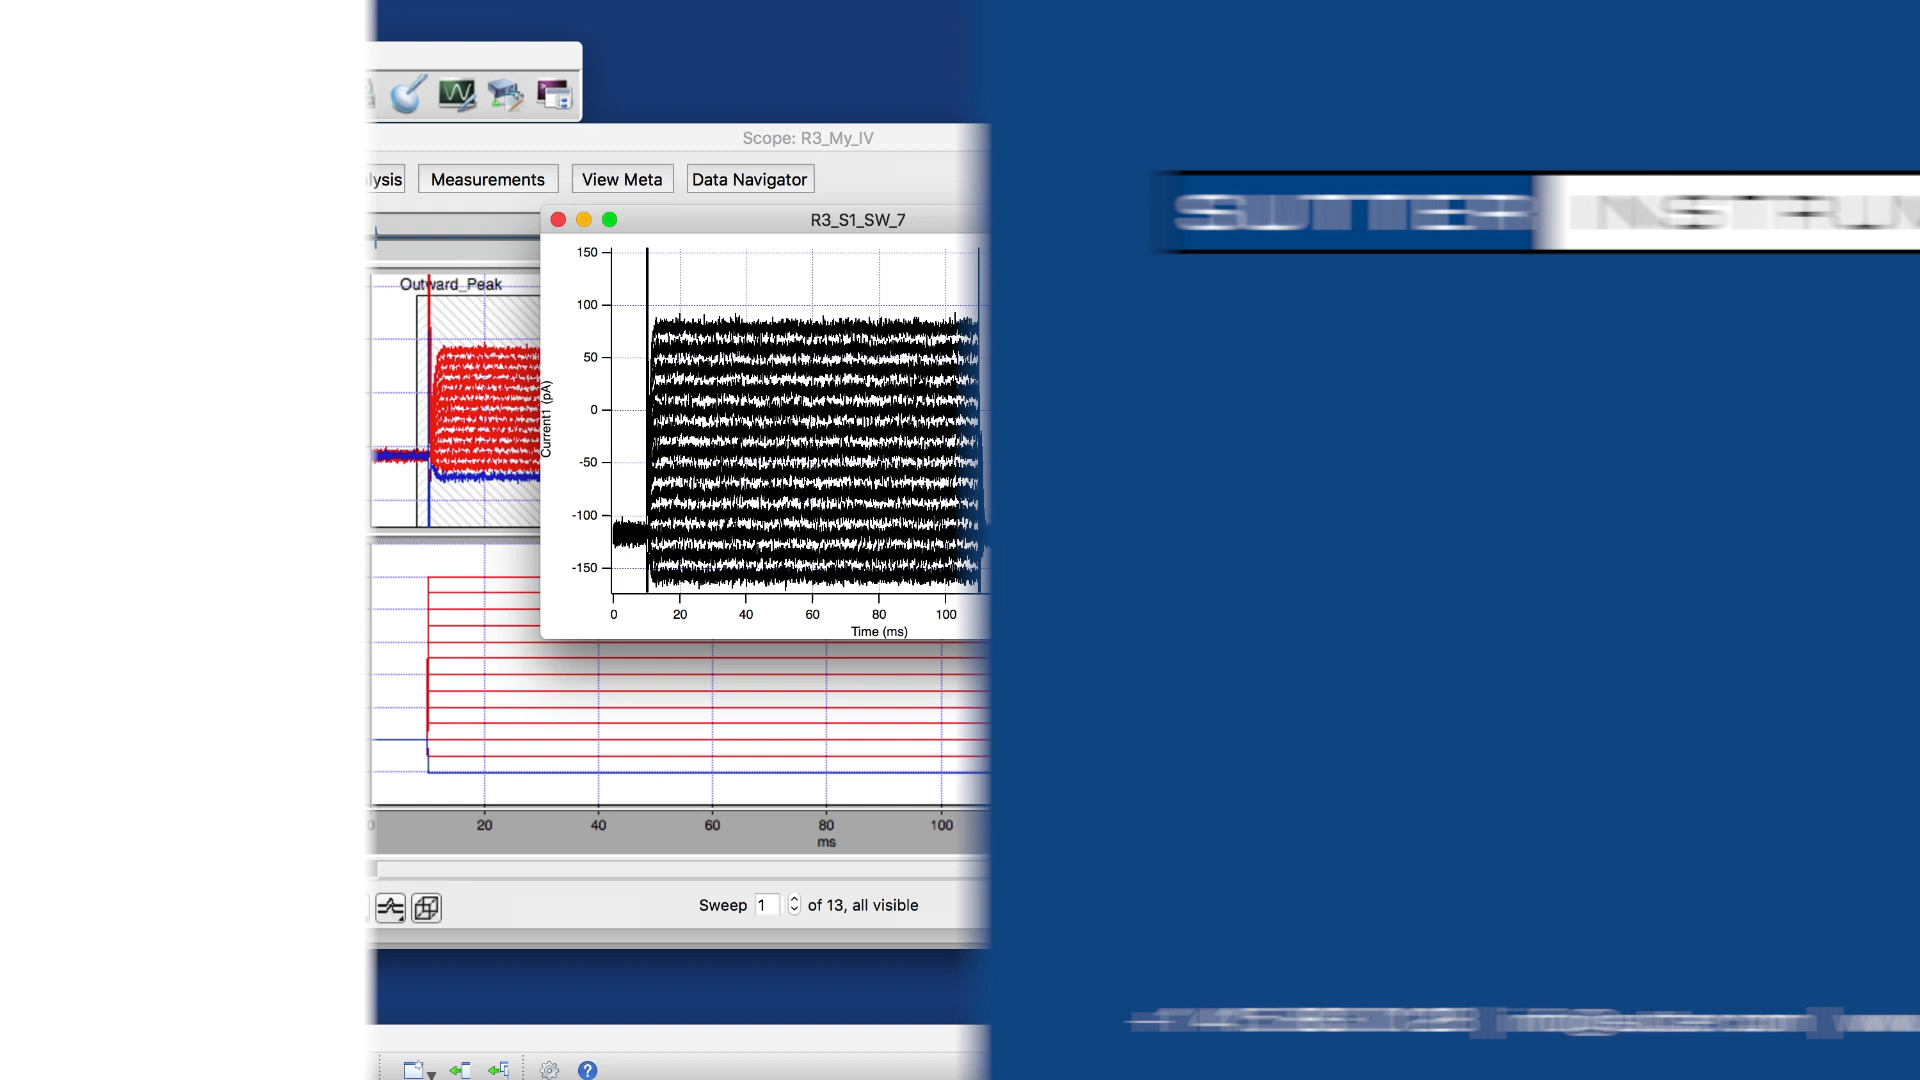 Scope: R3_My_IV
lysis
Measurements
View Meta
Data Navigator
R3_S1_SW_7
Outward_Peak
150
100
50
0
-50
-100
-150
Current1 (pA)
0 20 40 60 80 100
Time (ms)
20 40 60 80 100
ms
Sweep 1 of 13, all visible
?
SUTTER INSTRUM